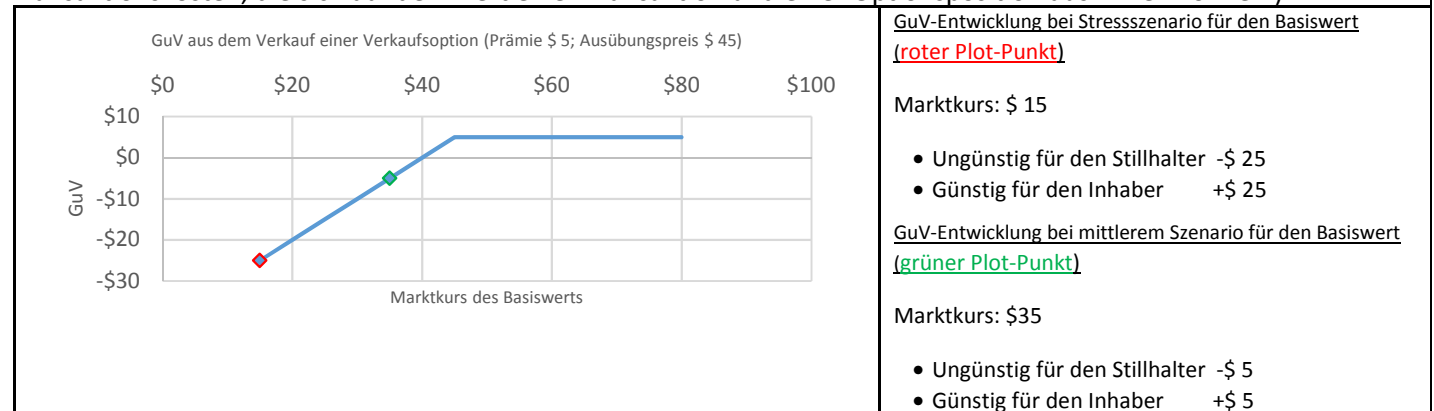 GuV aus dem Verkauf einer Verkaufsoption (Prämie $ 5; Ausübungspreis $ 45)
$0 $20 $40 $60 $80 $100
$10
$0
-$10
-$20
-$30
GuV
Marktkurs des Basiswerts
GuV-Entwicklung bei Stressszenario für den Basiswert
(roter Plot-Punkt)
Marktkurs: $ 15
• Ungünstig für den Stillhalter -$ 25
• Günstig für den Inhaber +$ 25
GuV-Entwicklung bei mittlerem Szenario für den Basiswert
(grüner Plot-Punkt)
Marktkurs: $35
• Ungünstig für den Stillhalter -$ 5
• Günstig für den Inhaber +$ 5